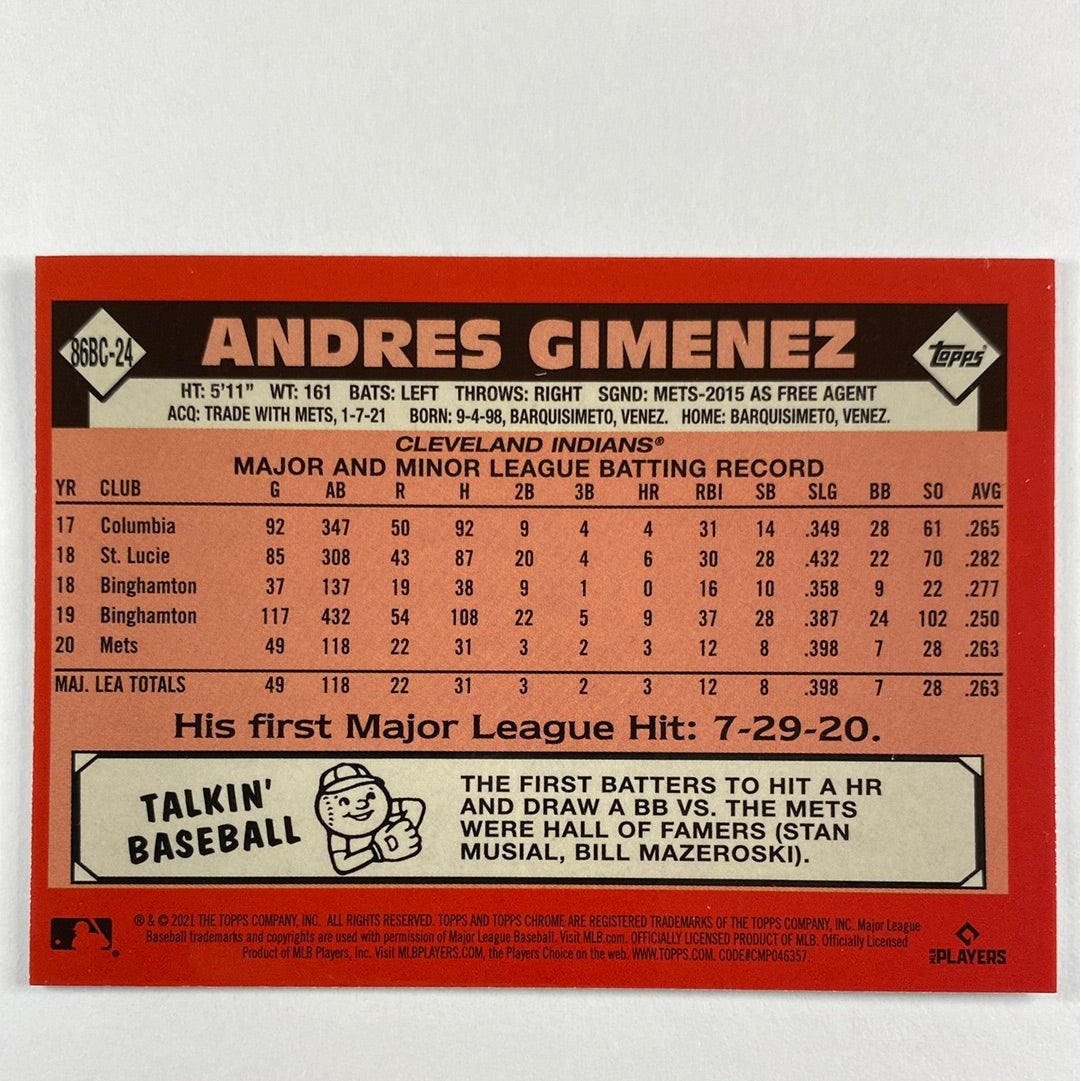 86BC-24 ANDRES GIMENEZ Topps®
HT: 5'11" WT: 161 BATS: LEFT THROWS: RIGHT SGND: METS-2015 AS FREE AGENT
ACQ: TRADE WITH METS, 1-7-21 BORN: 9-4-98, BARQUISIMETO, VENEZ. HOME: BARQUISIMETO, VENEZ.
CLEVELAND INDIANS®
MAJOR AND MINOR LEAGUE BATTING RECORD
YR CLUB G AB R H 2B 3B HR RBI SB SLG BB SO AVG
17 Columbia 92 347 50 92 9 4 4 31 14 .349 28 61 .265
18 St. Lucie 85 308 43 87 20 4 6 30 28 .432 22 70 .282
18 Binghamton 37 137 19 38 9 1 0 16 10 .358 9 22 .277
19 Binghamton 117 432 54 108 22 5 9 37 28 .387 24 102 .250
20 Mets 49 118 22 31 3 2 3 12 8 .398 7 28 .263
MAJ. LEA TOTALS 49 118 22 31 3 2 3 12 8 .398 7 28 .263
His first Major League Hit: 7-29-20.
TALKIN'
BASEBALL
THE FIRST BATTERS TO HIT A HR
AND DRAW A BB VS. THE METS
WERE HALL OF FAMERS (STAN
MUSIAL, BILL MAZEROSKI).
® & © 2021 THE TOPPS COMPANY, INC. ALL RIGHTS RESERVED. TOPPS AND TOPPS CHROME ARE REGISTERED TRADEMARKS OF THE TOPPS COMPANY, INC. Major League
Baseball trademarks and copyrights are used with permission of Major League Baseball. Visit MLB.com. OFFICIALLY LICENSED PRODUCT OF MLB. Officially Licensed
Product of MLB Players, Inc. Visit MLBPLAYERS.COM, the Players Choice on the web. WWW.TOPPS.COM. CODE#CMP046357.
MLB PLAYERS